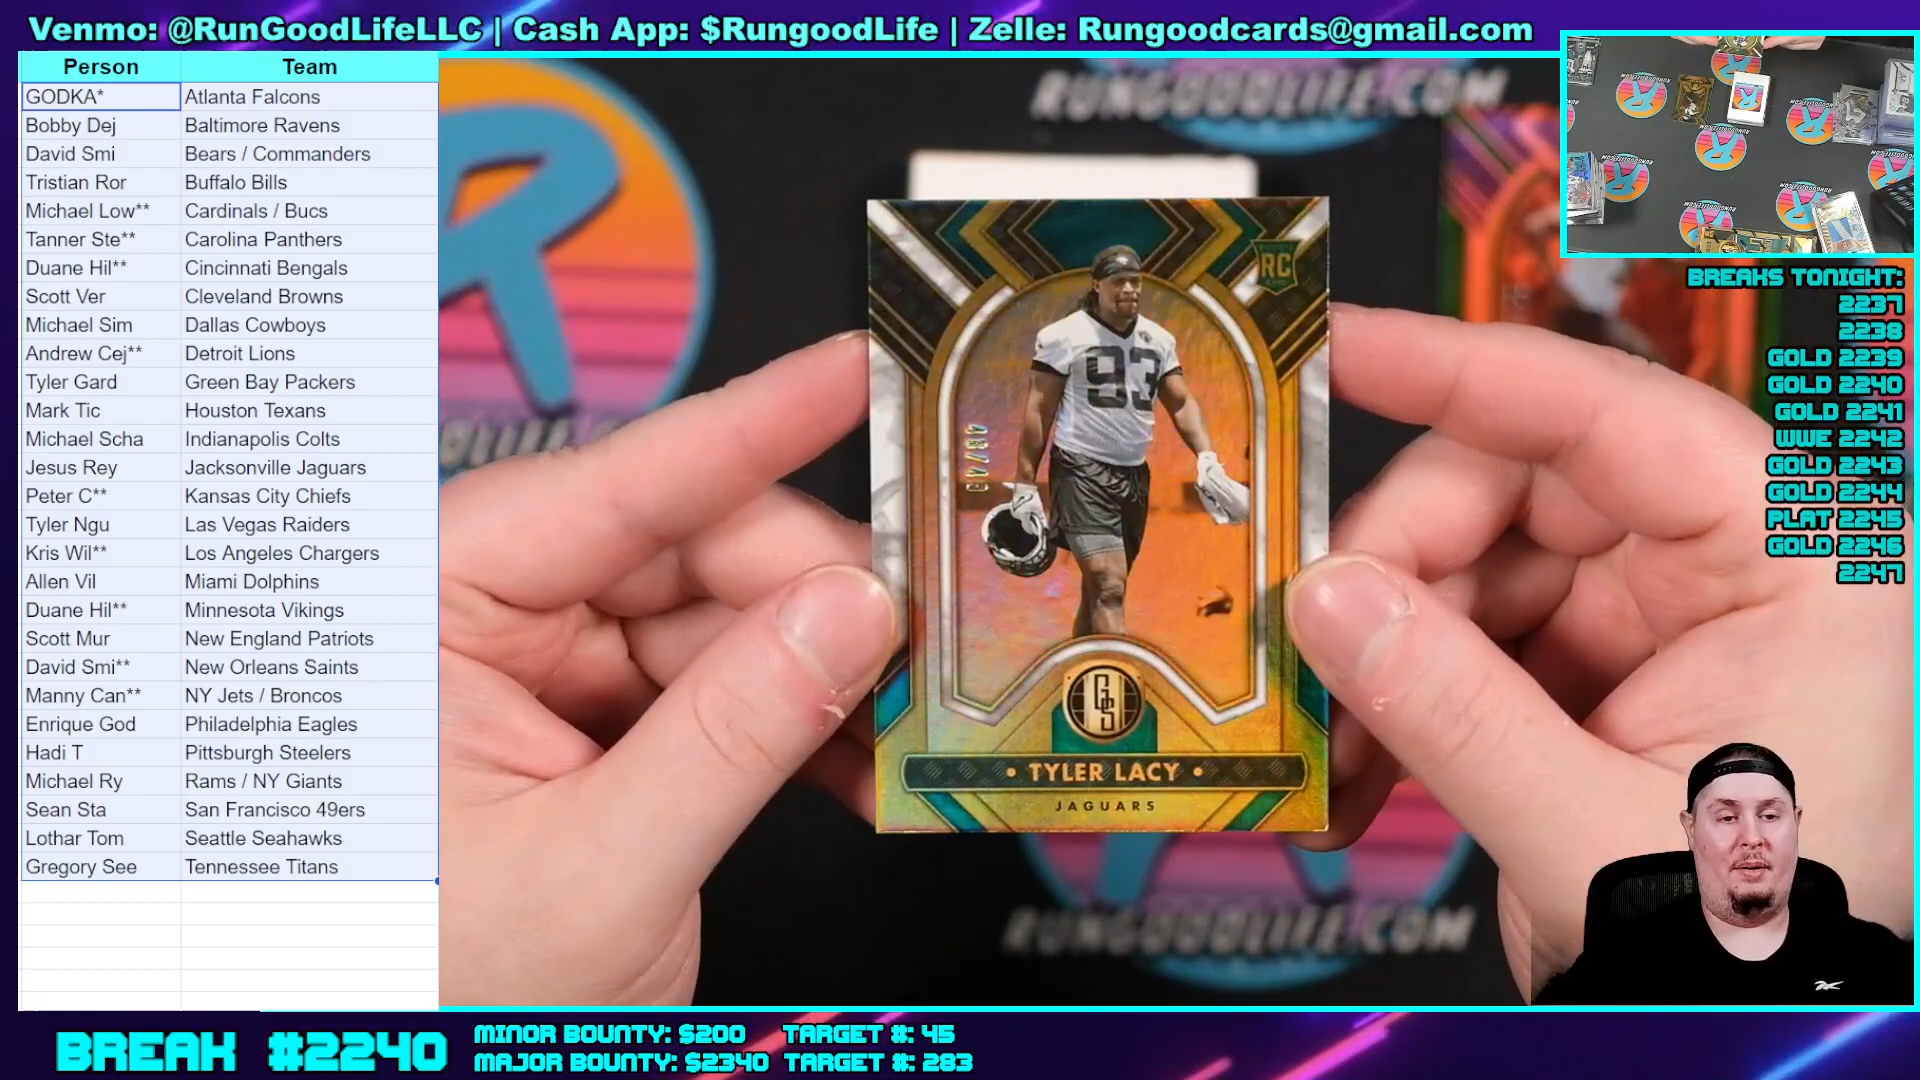 Venmo: @RunGoodLifeLLC | Cash App: $RungoodLife | Zelle: Rungoodcards@gmail.com
Person Team
GODKA* Atlanta Falcons
Bobby Dej Baltimore Ravens
David Smi Bears / Commanders
Tristian Ror Buffalo Bills
Michael Low** Cardinals / Bucs
Tanner Ste** Carolina Panthers
Duane Hil** Cincinnati Bengals
Scott Ver Cleveland Browns
Michael Sim Dallas Cowboys
Andrew Cej** Detroit Lions
Tyler Gard Green Bay Packers
Mark Tic Houston Texans
Michael Scha Indianapolis Colts
Jesus Rey Jacksonville Jaguars
Peter C** Kansas City Chiefs
Tyler Ngu Las Vegas Raiders
Kris Wil** Los Angeles Chargers
Allen Vil Miami Dolphins
Duane Hil** Minnesota Vikings
Scott Mur New England Patriots
David Smi** New Orleans Saints
Manny Can** NY Jets / Broncos
Enrique God Philadelphia Eagles
Hadi T Pittsburgh Steelers
Michael Ry Rams / NY Giants
Sean Sta San Francisco 49ers
Lothar Tom Seattle Seahawks
Gregory See Tennessee Titans
RUNGOODLIFE.COM
R
RC
93
GS
• TYLER LACY •
JAGUARS
RUNGOODLIFE.COM
BREAKS TONIGHT:
2237
2238
GOLD 2239
GOLD 2240
GOLD 2241
WWE 2242
GOLD 2243
GOLD 2244
PLAT 2245
GOLD 2246
2247
BREAK #2240
MINOR BOUNTY: $200 TARGET #: 45
MAJOR BOUNTY: $2340 TARGET #: 283